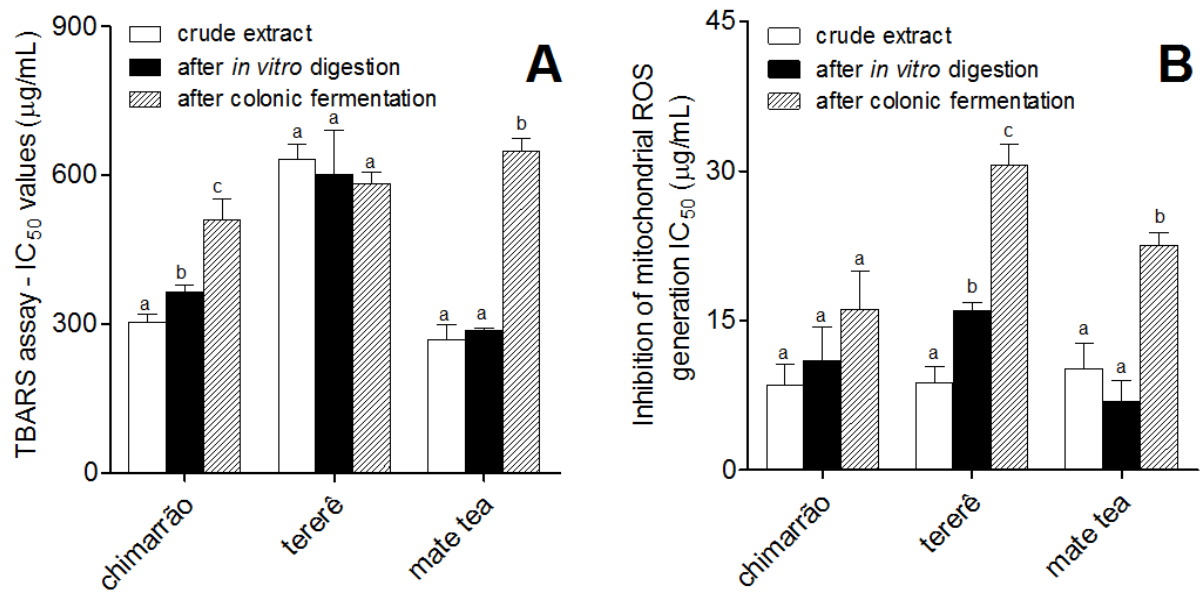 TBARS assay - IC50 values (μg/mL)
900
600
300
0
crude extract
after in vitro digestion
after colonic fermentation
A
a
b
c
a
a
a
a
a
b
chimarrão
tererê
mate tea
Inhibition of mitochondrial ROS
generation IC50 (μg/mL)
45
30
15
0
crude extract
after in vitro digestion
after colonic fermentation
B
a
a
a
a
b
c
a
a
b
chimarrão
tererê
mate tea